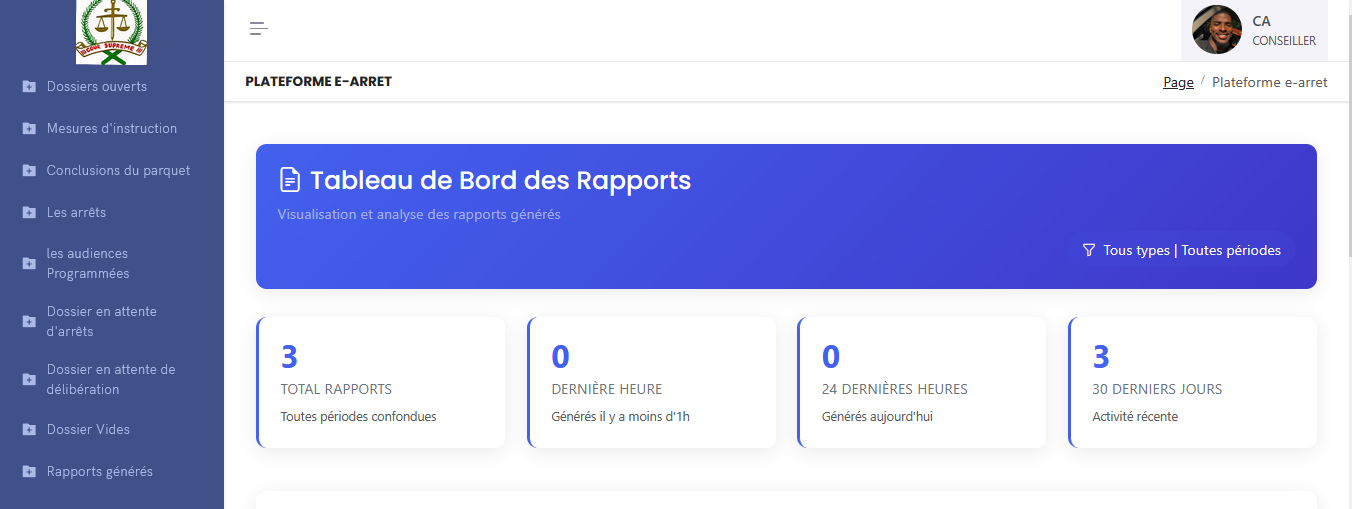 COUR SUPREME
CA
CONSEILLER
PLATEFORME E-ARRET
Page / Plateforme e-arret
Dossiers ouverts
Mesures d'instruction
Conclusions du parquet
Les arrêts
les audiences
Programmées
Dossier en attente
d'arrêts
Dossier en attente de
délibération
Dossier Vides
Rapports générés
Tableau de Bord des Rapports
Visualisation et analyse des rapports générés
Tous types | Toutes périodes
3
TOTAL RAPPORTS
Toutes périodes confondues
0
DERNIÈRE HEURE
Générés il y a moins d'1h
0
24 DERNIÈRES HEURES
Générés aujourd'hui
3
30 DERNIERS JOURS
Activité récente